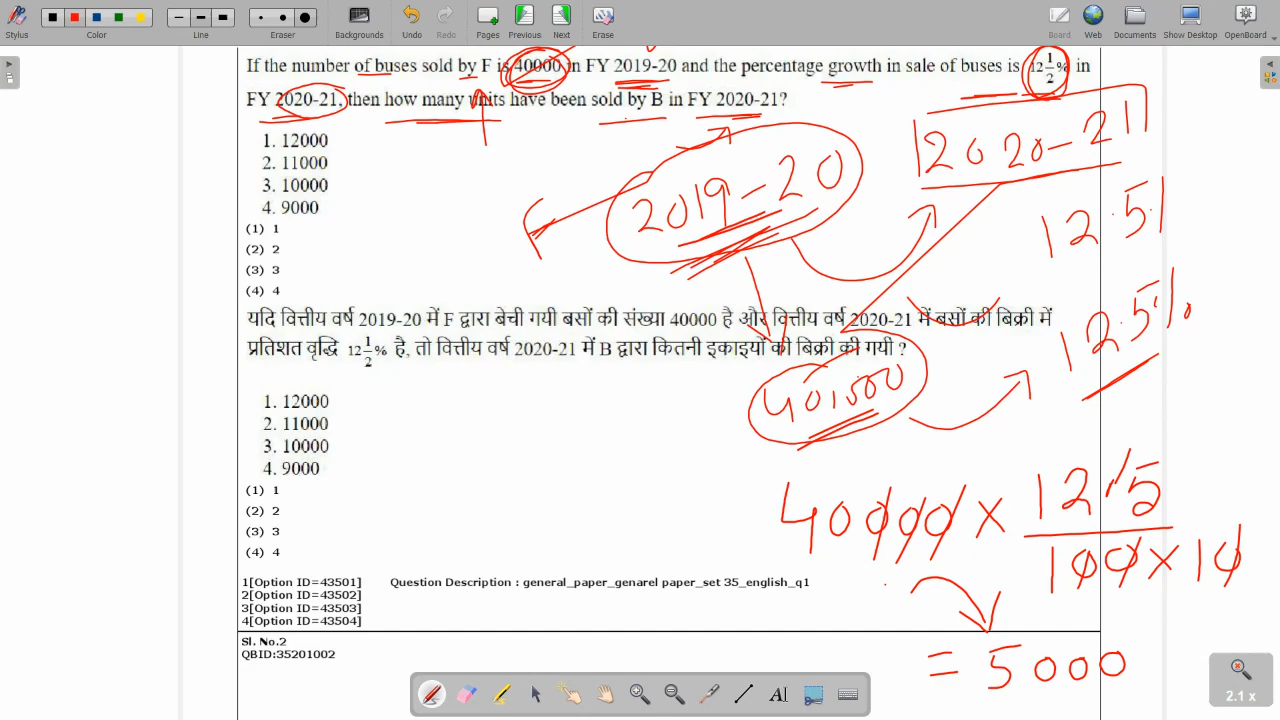 Stylus Color Line Eraser Backgrounds Undo Redo Pages Previous Next Erase Board Web Documents Show Desktop OpenBoard
If the number of buses sold by F is 40000 in FY 2019-20 and the percentage growth in sale of buses is 12 1/2 % in
FY 2020-21, then how many units have been sold by B in FY 2020-21?
1. 12000
2. 11000
3. 10000
4. 9000
(1) 1
(2) 2
(3) 3
(4) 4
F
2019-20
2020-21
12.5%
12.5%
यदि वित्तीय वर्ष 2019-20 में F द्वारा बेची गयी बसों की संख्या 40000 है और वित्तीय वर्ष 2020-21 में बसों की बिक्री में
प्रतिशत वृद्धि 12 1/2 % है, तो वित्तीय वर्ष 2020-21 में B द्वारा कितनी इकाइयों की बिक्री की गयी ?
40,000
1. 12000
2. 11000
3. 10000
4. 9000
(1) 1
(2) 2
(3) 3
(4) 4
40000 × 12.5
100×10
= 5000
1[Option ID=43501] Question Description : general_paper_genarel paper_set 35_english_q1
2[Option ID=43502]
3[Option ID=43503]
4[Option ID=43504]
Sl. No.2
QBID:35201002
AI
2.1 x